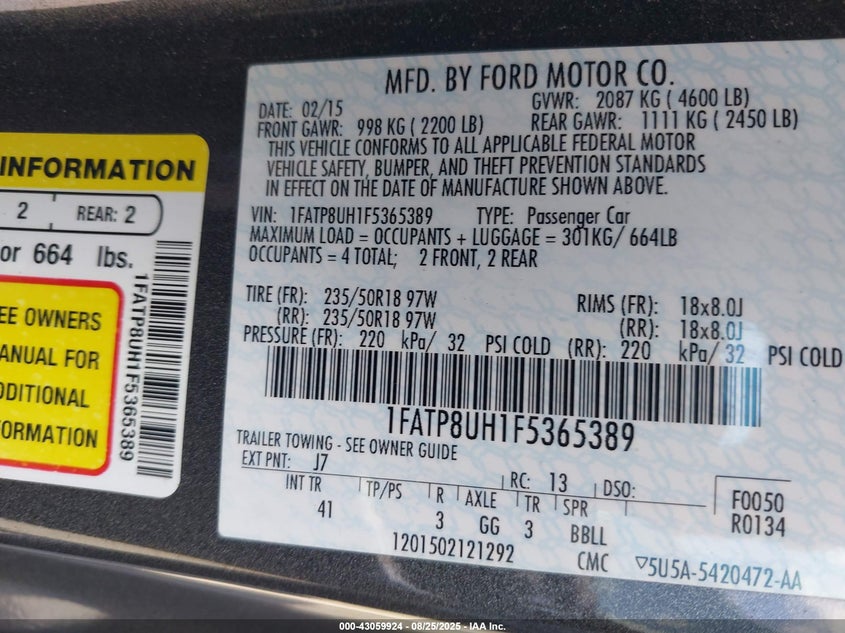 MFD. BY FORD MOTOR CO.
DATE: 02/15 GVWR: 2087 KG ( 4600 LB)
FRONT GAWR: 998 KG ( 2200 LB) REAR GAWR: 1111 KG ( 2450 LB)
THIS VEHICLE CONFORMS TO ALL APPLICABLE FEDERAL MOTOR
VEHICLE SAFETY, BUMPER, AND THEFT PREVENTION STANDARDS
IN EFFECT ON THE DATE OF MANUFACTURE SHOWN ABOVE.
VIN: 1FATP8UH1F5365389 TYPE: Passenger Car
MAXIMUM LOAD = OCCUPANTS + LUGGAGE = 301KG/ 664LB
OCCUPANTS = 4 TOTAL; 2 FRONT, 2 REAR
TIRE (FR): 235/50R18 97W RIMS (FR): 18x8.0J
(RR): 235/50R18 97W (RR): 18x8.0J
PRESSURE (FR): 220 kPa/ 32 PSI COLD (RR): 220 kPa/ 32 PSI COLD
1FATP8UH1F5365389
TRAILER TOWING - SEE OWNER GUIDE
EXT PNT: J7 RC: 13 DSO: F0050
INT TR TP/PS R AXLE TR SPR R0134
41 3 GG 3 BBLL
1201502121292 CMC 5U5A-5420472-AA
INFORMATION
2 REAR: 2
or 664 lbs.
EE OWNERS
ANUAL FOR
DDITIONAL
FORMATION
1FATP8UH1F5365389
000-43059924 - 08/25/2025 - IAA Inc.